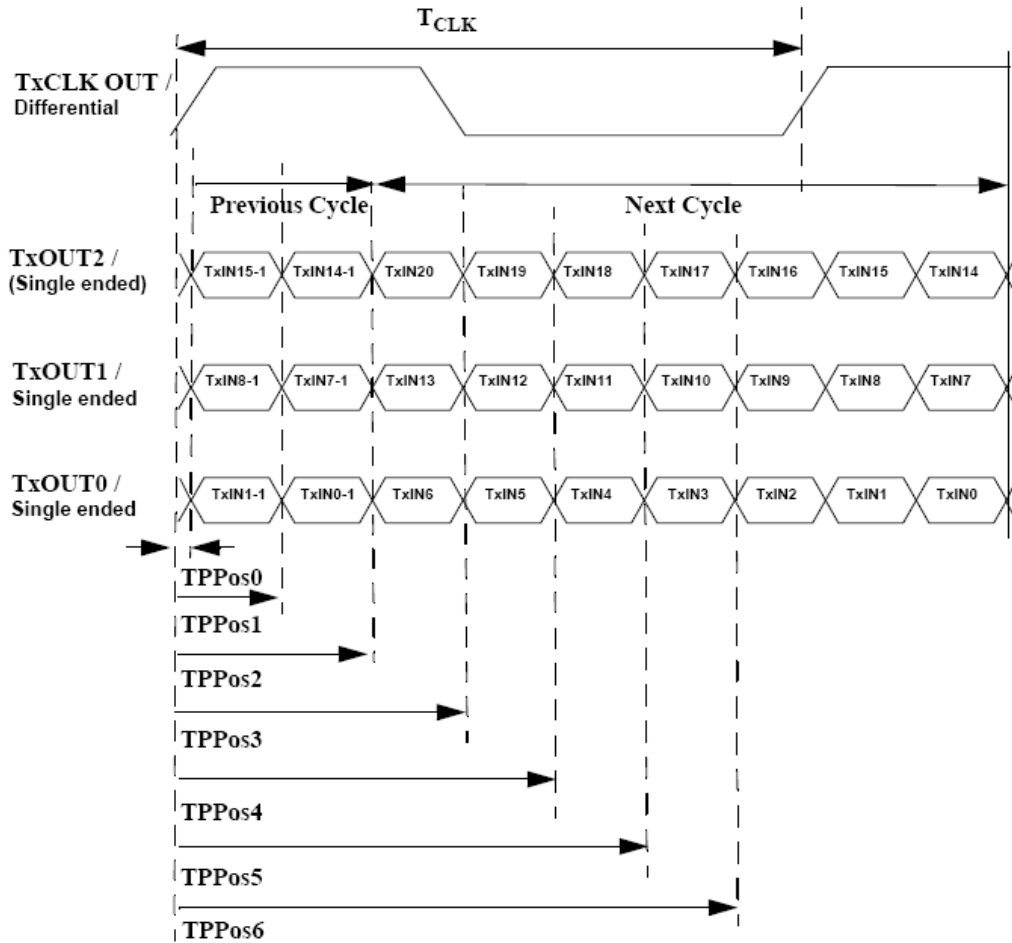 T_CLK
TxCLK OUT /
Differential
Previous Cycle
Next Cycle
TxOUT2 /
(Single ended)
TxIN15-1 TxIN14-1 TxIN20 TxIN19 TxIN18 TxIN17 TxIN16 TxIN15 TxIN14
TxOUT1 /
Single ended
TxIN8-1 TxIN7-1 TxIN13 TxIN12 TxIN11 TxIN10 TxIN9 TxIN8 TxIN7
TxOUT0 /
Single ended
TxIN1-1 TxIN0-1 TxIN6 TxIN5 TxIN4 TxIN3 TxIN2 TxIN1 TxIN0
TPPos0
TPPos1
TPPos2
TPPos3
TPPos4
TPPos5
TPPos6